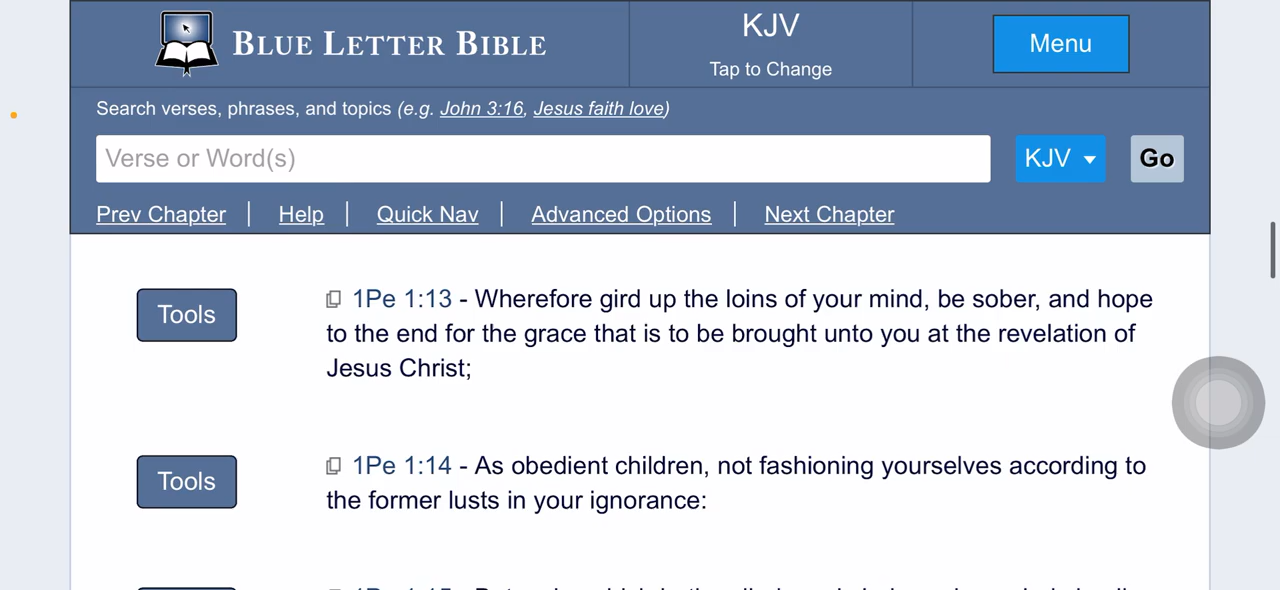 BLUE LETTER BIBLE
KJV
Tap to Change
Menu
Search verses, phrases, and topics (e.g. John 3:16, Jesus faith love)
Verse or Word(s)
KJV
Go
Prev Chapter | Help | Quick Nav | Advanced Options | Next Chapter
Tools
1Pe 1:13 - Wherefore gird up the loins of your mind, be sober, and hope
to the end for the grace that is to be brought unto you at the revelation of
Jesus Christ;
Tools
1Pe 1:14 - As obedient children, not fashioning yourselves according to
the former lusts in your ignorance: